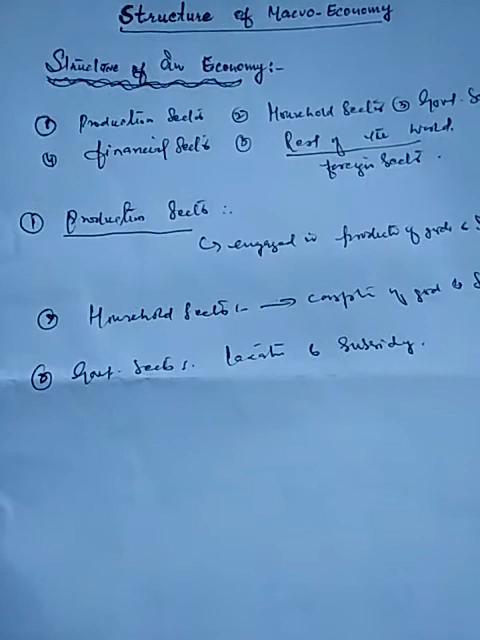 Structure of Macro-Economy
Structure of an Economy:-
① Production Sector ② Household Sector ③ Govt. S
④ financial Sector ⑤ Rest of the World.
foreign Sector.
① Production Sector :-
↳ engaged in production of goods & S
② Household Sector :- → consumption of good & S
③ Govt. Sector :. taxation & Subsidy.